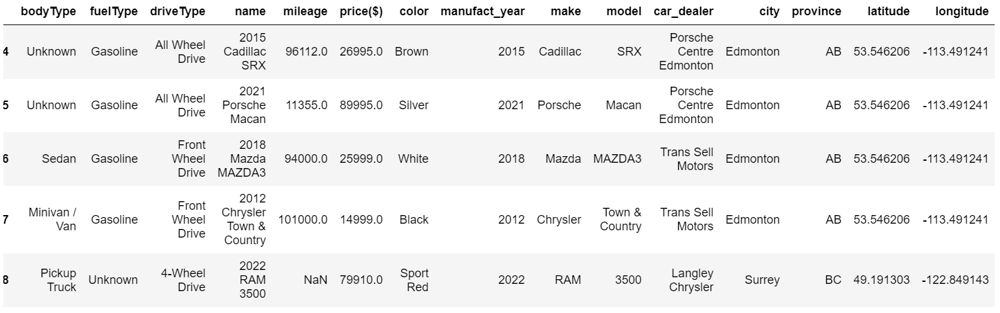 bodyType fuelType driveType name mileage price($) color manufact_year make model car_dealer city province latitude longitude
4 Unknown Gasoline All Wheel Drive 2015 Cadillac SRX 96112.0 26995.0 Brown 2015 Cadillac SRX Porsche Centre Edmonton Edmonton AB 53.546206 -113.491241
5 Unknown Gasoline All Wheel Drive 2021 Porsche Macan 11355.0 89995.0 Silver 2021 Porsche Macan Porsche Centre Edmonton Edmonton AB 53.546206 -113.491241
6 Sedan Gasoline Front Wheel Drive 2018 Mazda MAZDA3 94000.0 25999.0 White 2018 Mazda MAZDA3 Trans Sell Motors Edmonton AB 53.546206 -113.491241
7 Minivan / Van Gasoline Front Wheel Drive 2012 Chrysler Town & Country 101000.0 14999.0 Black 2012 Chrysler Town & Country Trans Sell Motors Edmonton AB 53.546206 -113.491241
8 Pickup Truck Unknown 4-Wheel Drive 2022 RAM 3500 NaN 79910.0 Sport Red 2022 RAM 3500 Langley Chrysler Surrey BC 49.191303 -122.849143